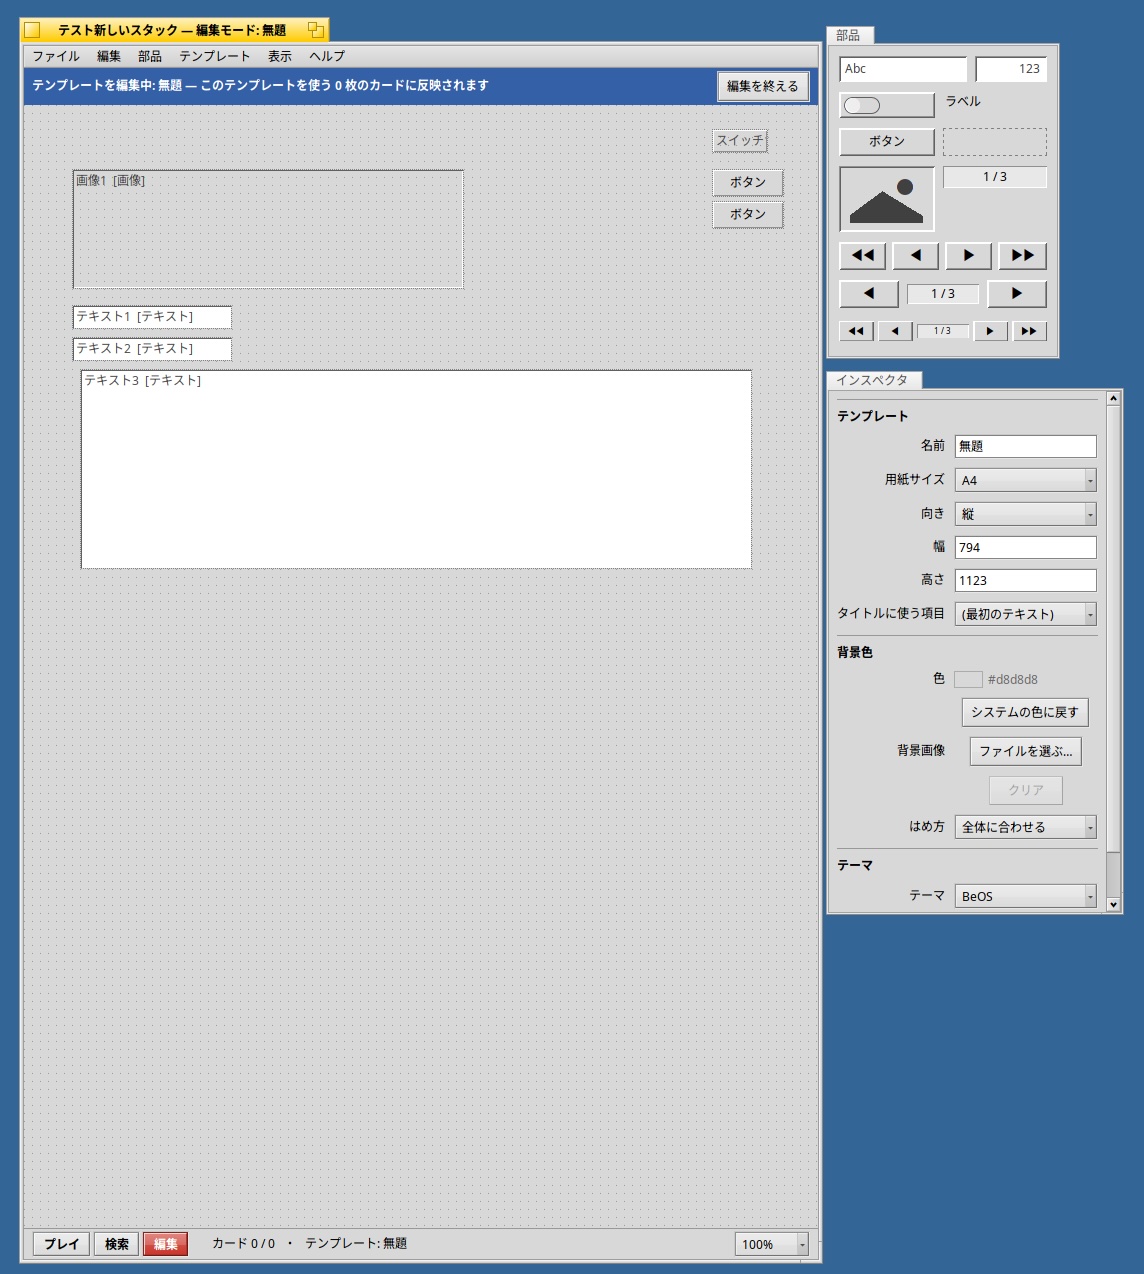 テスト新しいスタック — 編集モード: 無題
ファイル 編集 部品 テンプレート 表示 ヘルプ
テンプレートを編集中: 無題 — このテンプレートを使う 0 枚のカードに反映されます
編集を終える
スイッチ
画像1 [画像]
ボタン
ボタン
テキスト1 [テキスト]
テキスト2 [テキスト]
テキスト3 [テキスト]
プレイ 検索 編集 カード 0 / 0 ・ テンプレート: 無題 100%
部品
Abc 123
ラベル
ボタン
1 / 3
1 / 3
1 / 3
インスペクタ
テンプレート
名前 無題
用紙サイズ A4
向き 縦
幅 794
高さ 1123
タイトルに使う項目 (最初のテキスト)
背景色
色 #d8d8d8
システムの色に戻す
背景画像 ファイルを選ぶ...
クリア
はめ方 全体に合わせる
テーマ
テーマ BeOS